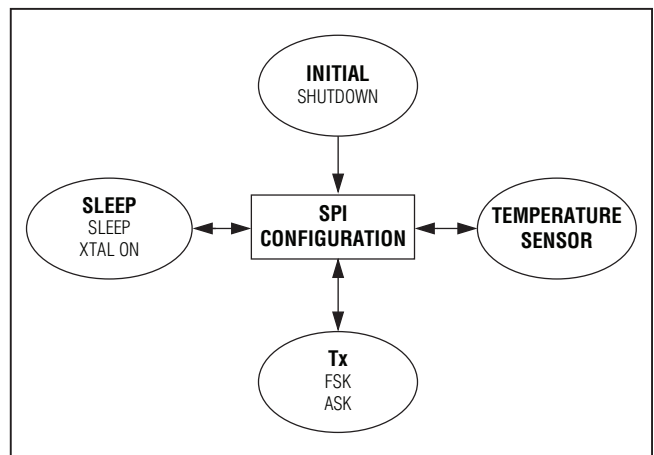 INITIAL
SHUTDOWN
SLEEP
SLEEP
XTAL ON
SPI
CONFIGURATION
TEMPERATURE
SENSOR
Tx
FSK
ASK